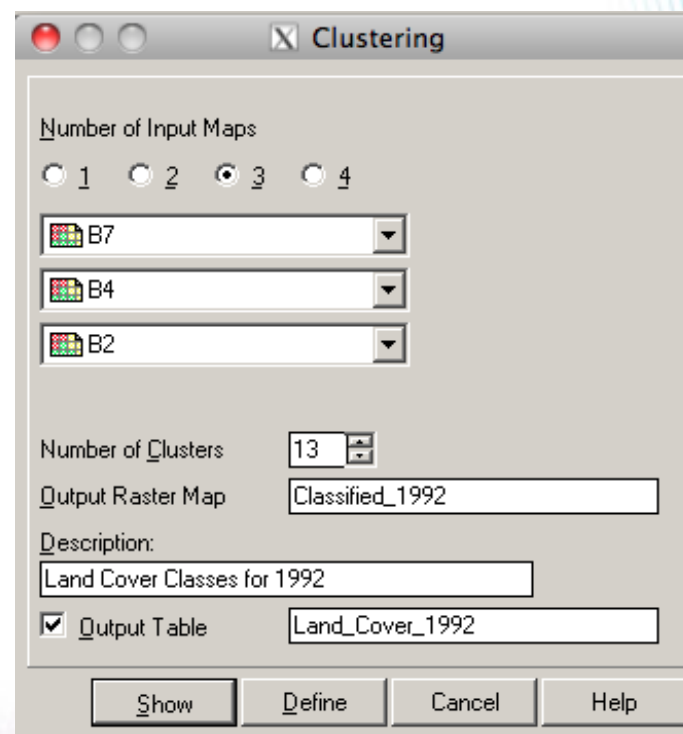 Clustering
Number of Input Maps
1 2 3 4
B7
B4
B2
Number of Clusters 13
Output Raster Map Classified_1992
Description:
Land Cover Classes for 1992
Output Table Land_Cover_1992
Show Define Cancel Help